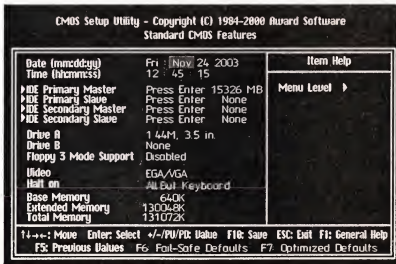 CMOS Setup Utility - Copyright (C) 1984-2000 Award Software
Standard CMOS Features
Date (mm:dd:yy) Fri : Nov 24 2003
Time (hh:mm:ss) 12 : 45 : 15
IDE Primary Master Press Enter 15326 MB
IDE Primary Slave Press Enter None
IDE Secondary Master Press Enter None
IDE Secondary Slave Press Enter None
Drive A 1.44M, 3.5 in.
Drive B None
Floppy 3 Mode Support Disabled
Video EGA/VGA
Halt on All But Keyboard
Base Memory 640K
Extended Memory 130048K
Total Memory 131072K
Item Help
Menu Level
↑↓→←: Move Enter: Select +/-/PU/PD: Value F10: Save ESC: Exit F1: General Help
F5: Previous Values F6: Fail-Safe Defaults F7: Optimized Defaults